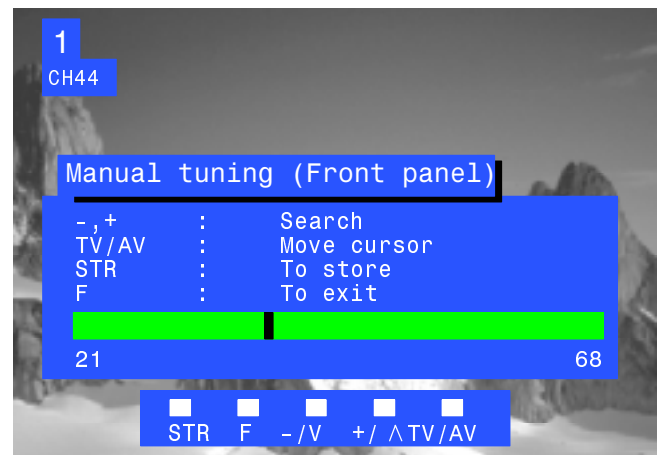 1
CH44
Manual tuning (Front panel)
-,+ : Search
TV/AV : Move cursor
STR : To store
F : To exit
21 68
STR F -/V +/ ∧ TV/AV